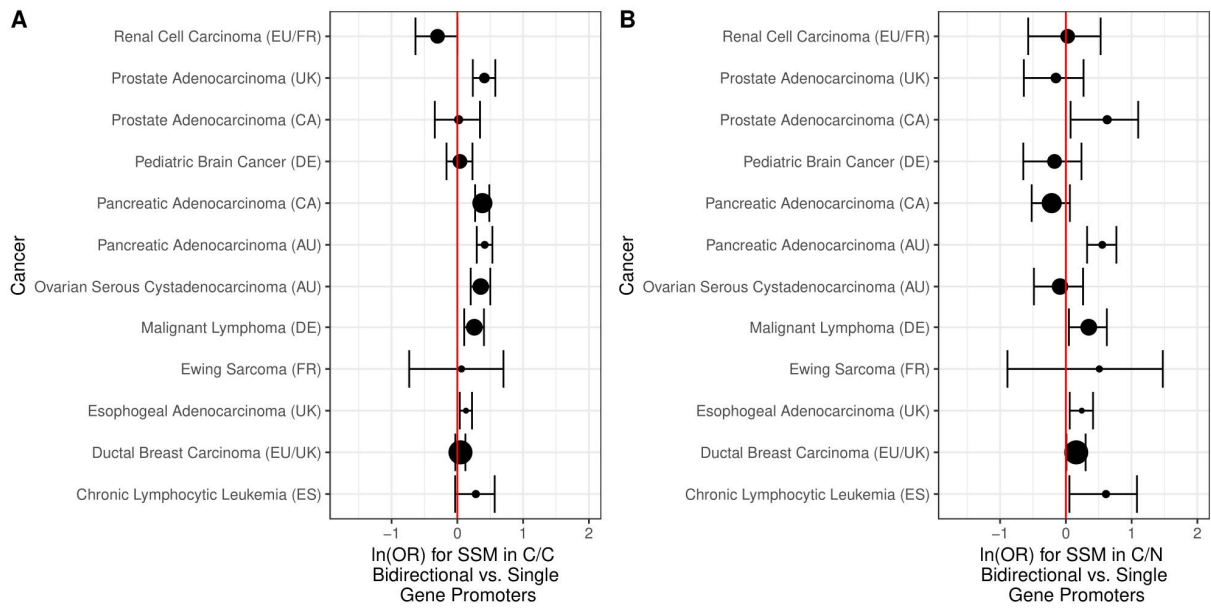 A
Cancer
Renal Cell Carcinoma (EU/FR)
Prostate Adenocarcinoma (UK)
Prostate Adenocarcinoma (CA)
Pediatric Brain Cancer (DE)
Pancreatic Adenocarcinoma (CA)
Pancreatic Adenocarcinoma (AU)
Ovarian Serous Cystadenocarcinoma (AU)
Malignant Lymphoma (DE)
Ewing Sarcoma (FR)
Esophogeal Adenocarcinoma (UK)
Ductal Breast Carcinoma (EU/UK)
Chronic Lymphocytic Leukemia (ES)
−1 0 1 2
ln(OR) for SSM in C/C
Bidirectional vs. Single
Gene Promoters
B
Cancer
Renal Cell Carcinoma (EU/FR)
Prostate Adenocarcinoma (UK)
Prostate Adenocarcinoma (CA)
Pediatric Brain Cancer (DE)
Pancreatic Adenocarcinoma (CA)
Pancreatic Adenocarcinoma (AU)
Ovarian Serous Cystadenocarcinoma (AU)
Malignant Lymphoma (DE)
Ewing Sarcoma (FR)
Esophogeal Adenocarcinoma (UK)
Ductal Breast Carcinoma (EU/UK)
Chronic Lymphocytic Leukemia (ES)
−1 0 1 2
ln(OR) for SSM in C/N
Bidirectional vs. Single
Gene Promoters